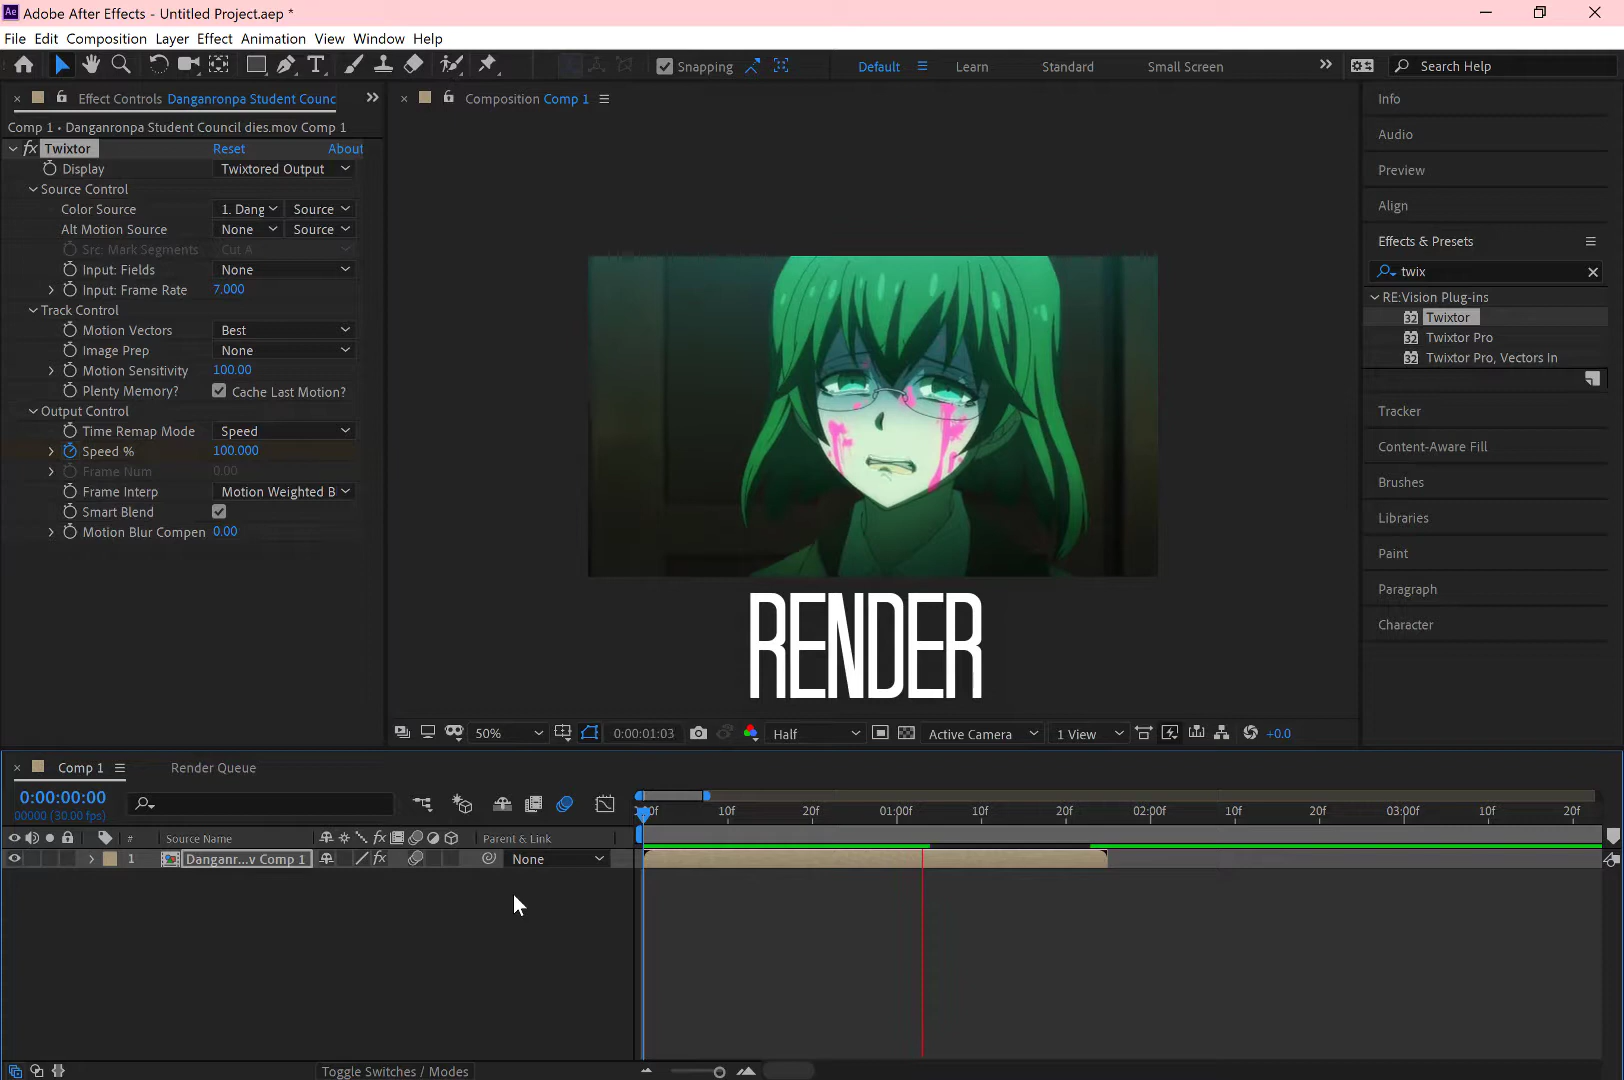 Ae Adobe After Effects - Untitled Project.aep *
File Edit Composition Layer Effect Animation View Window Help
Snapping Default Learn Standard Small Screen Search Help
Effect Controls Danganronpa Student Counc
Composition Comp 1
Comp 1 • Danganronpa Student Council dies.mov Comp 1
fx Twixtor Reset About
Display Twixtored Output
Source Control
Color Source 1. Dang Source
Alt Motion Source None Source
Src: Mark Segments Cut A
Input: Fields None
Input: Frame Rate 7.000
Track Control
Motion Vectors Best
Image Prep None
Motion Sensitivity 100.00
Plenty Memory? Cache Last Motion?
Output Control
Time Remap Mode Speed
Speed % 100.000
Frame Num 0.00
Frame Interp Motion Weighted B
Smart Blend
Motion Blur Compen 0.00
RENDER
50% 0:00:01:03 Half Active Camera 1 View +0.0
Info
Audio
Preview
Align
Effects & Presets
twix
RE:Vision Plug-ins
32 Twixtor
32 Twixtor Pro
32 Twixtor Pro, Vectors In
Tracker
Content-Aware Fill
Brushes
Libraries
Paint
Paragraph
Character
Comp 1 Render Queue
0:00:00:00
00000 (30.00 fps)
10f 20f 01:00f 10f 20f 02:00f 10f 20f 03:00f 10f 20f
# Source Name fx Parent & Link
1 Danganr...v Comp 1 fx None
Toggle Switches / Modes